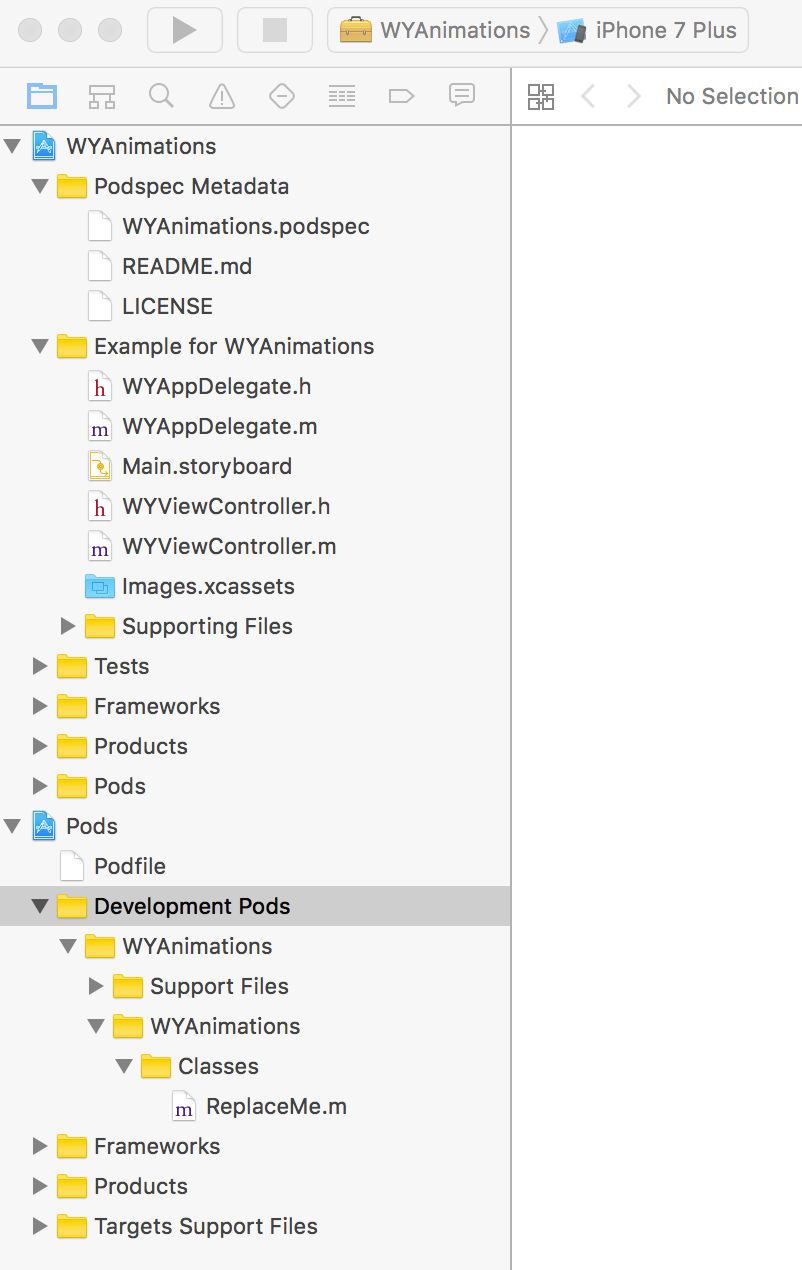 WYAnimations iPhone 7 Plus
No Selection
WYAnimations
Podspec Metadata
WYAnimations.podspec
README.md
LICENSE
Example for WYAnimations
h WYAppDelegate.h
m WYAppDelegate.m
Main.storyboard
h WYViewController.h
m WYViewController.m
Images.xcassets
Supporting Files
Tests
Frameworks
Products
Pods
Pods
Podfile
Development Pods
WYAnimations
Support Files
WYAnimations
Classes
m ReplaceMe.m
Frameworks
Products
Targets Support Files